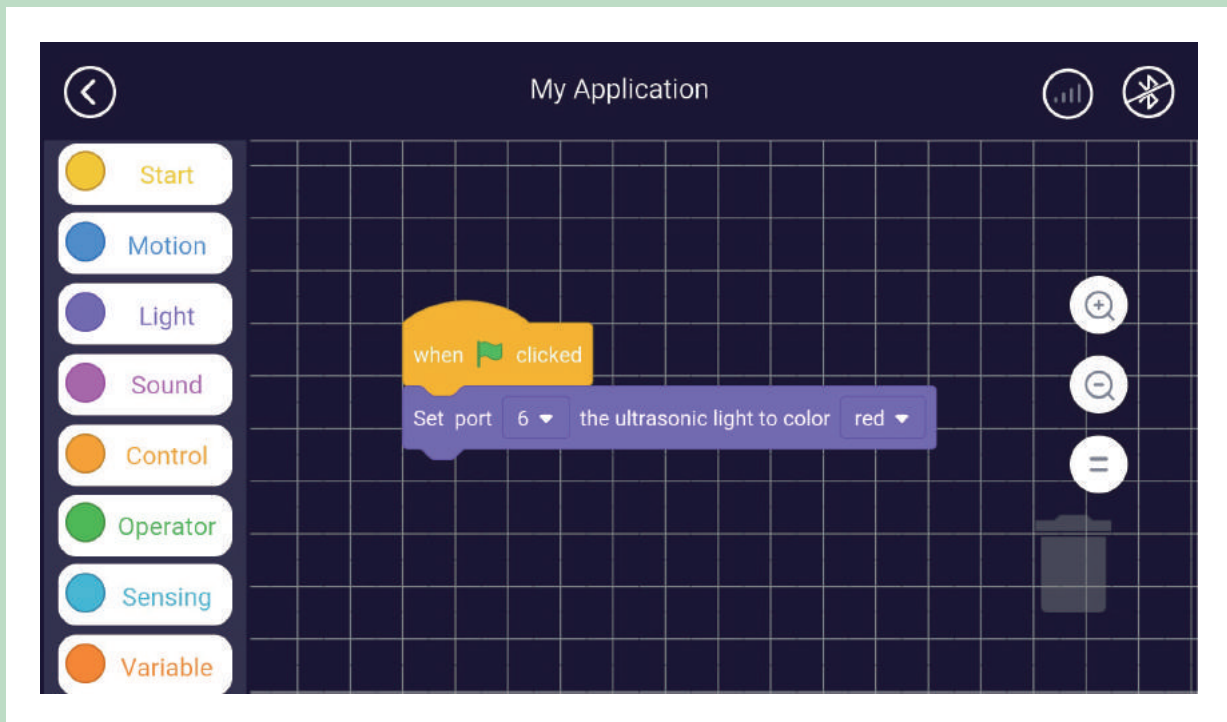 My Application
Start
Motion
Light
Sound
Control
Operator
Sensing
Variable
when clicked
Set port 6 the ultrasonic light to color red